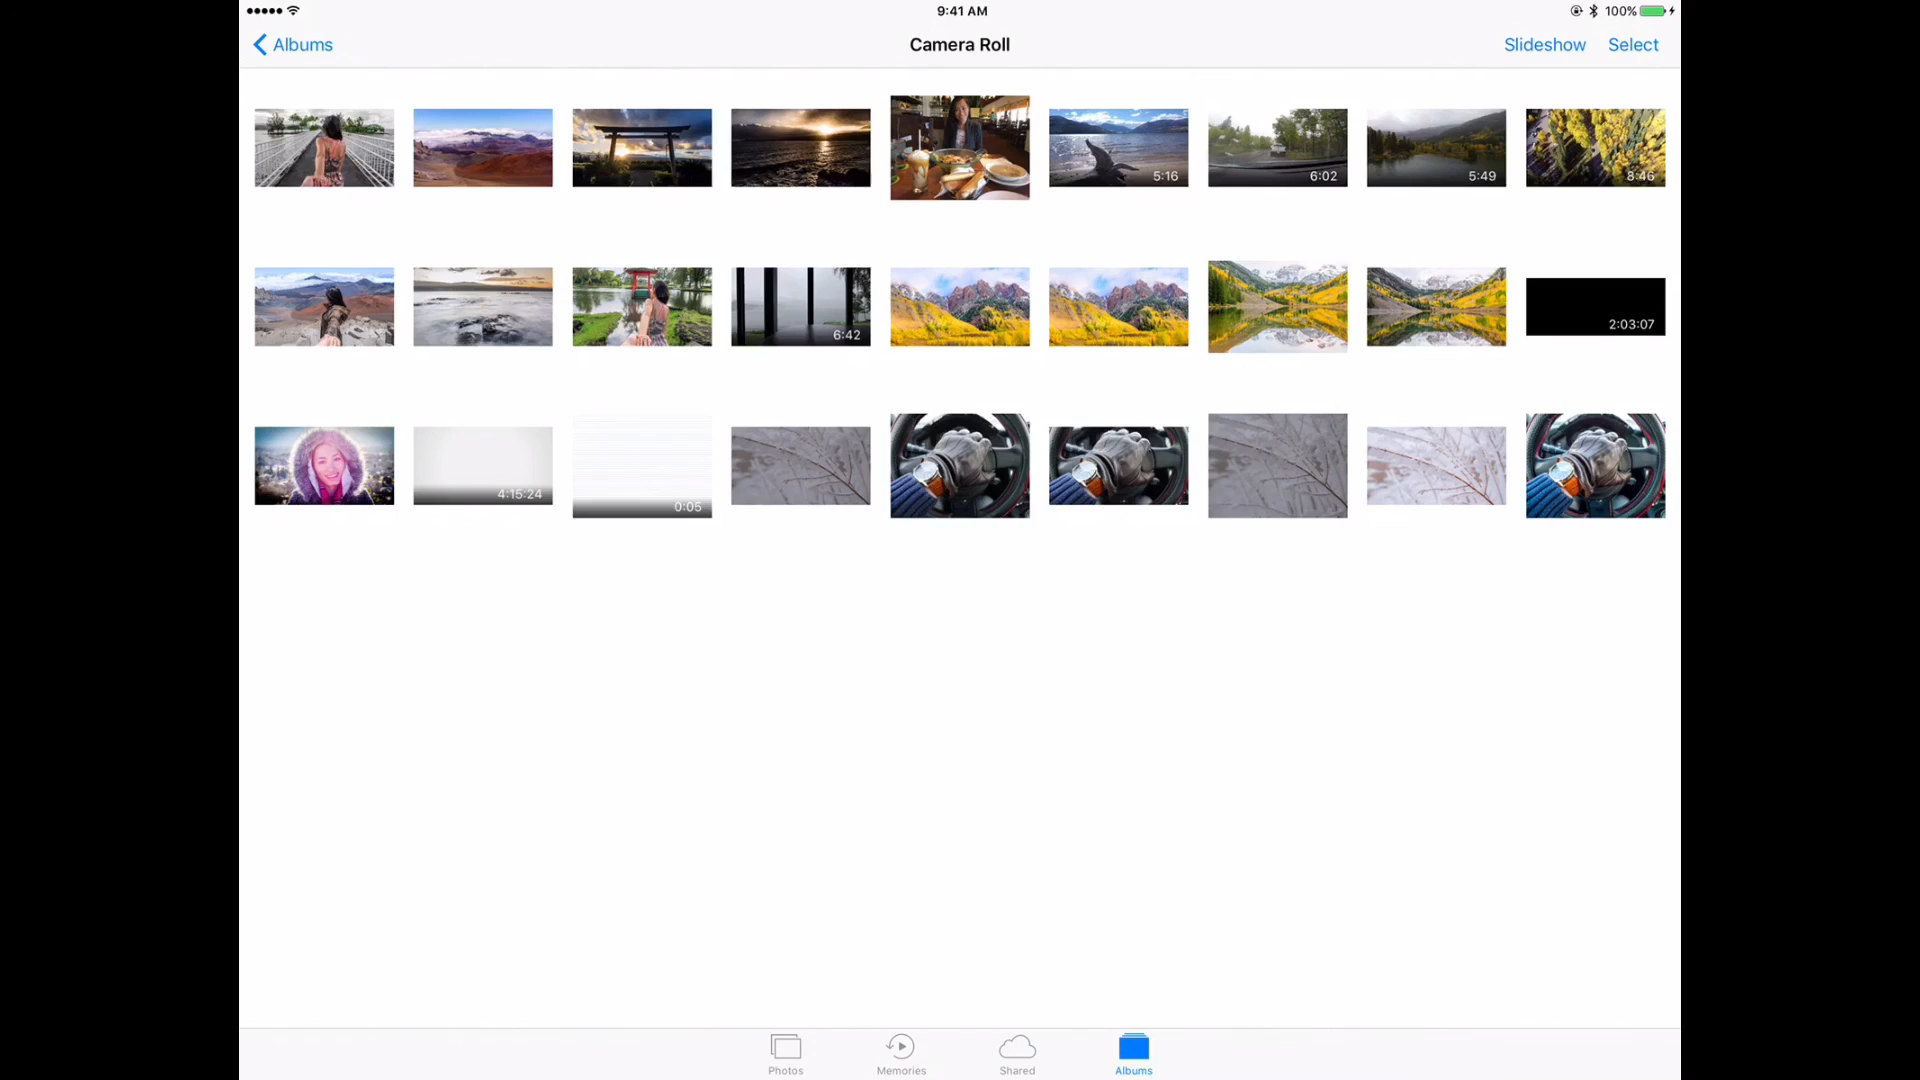 9:41 AM
100%
Albums
Camera Roll
Slideshow
Select
5:16
6:02
5:49
8:46
6:42
2:03:07
4:15:24
0:05
Photos
Memories
Shared
Albums